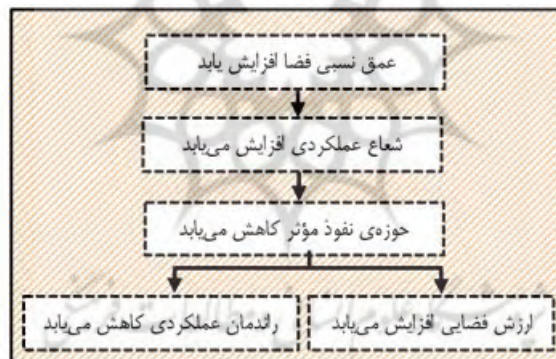 عمق نسبی فضا افزایش یابد
شعاع عملکردی افزایش می‌یابد
حوزه‌ی نفوذ مؤثر کاهش می‌یابد
ارزش فضایی افزایش می‌یابد
راندمان عملکردی کاهش می‌یابد